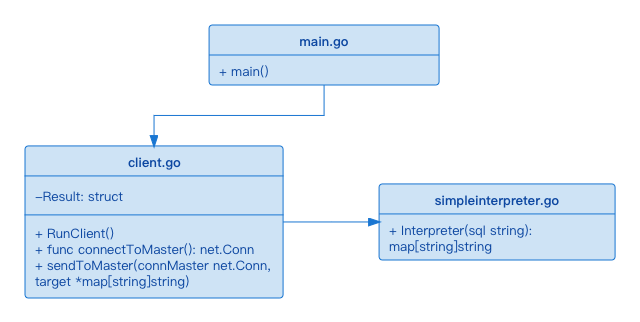 main.go
+ main()
client.go
-Result: struct
+ RunClient()
+ func connectToMaster(): net.Conn
+ sendToMaster(connMaster net.Conn,
target *map[string]string)
simpleinterpreter.go
+ Interpreter(sql string):
map[string]string